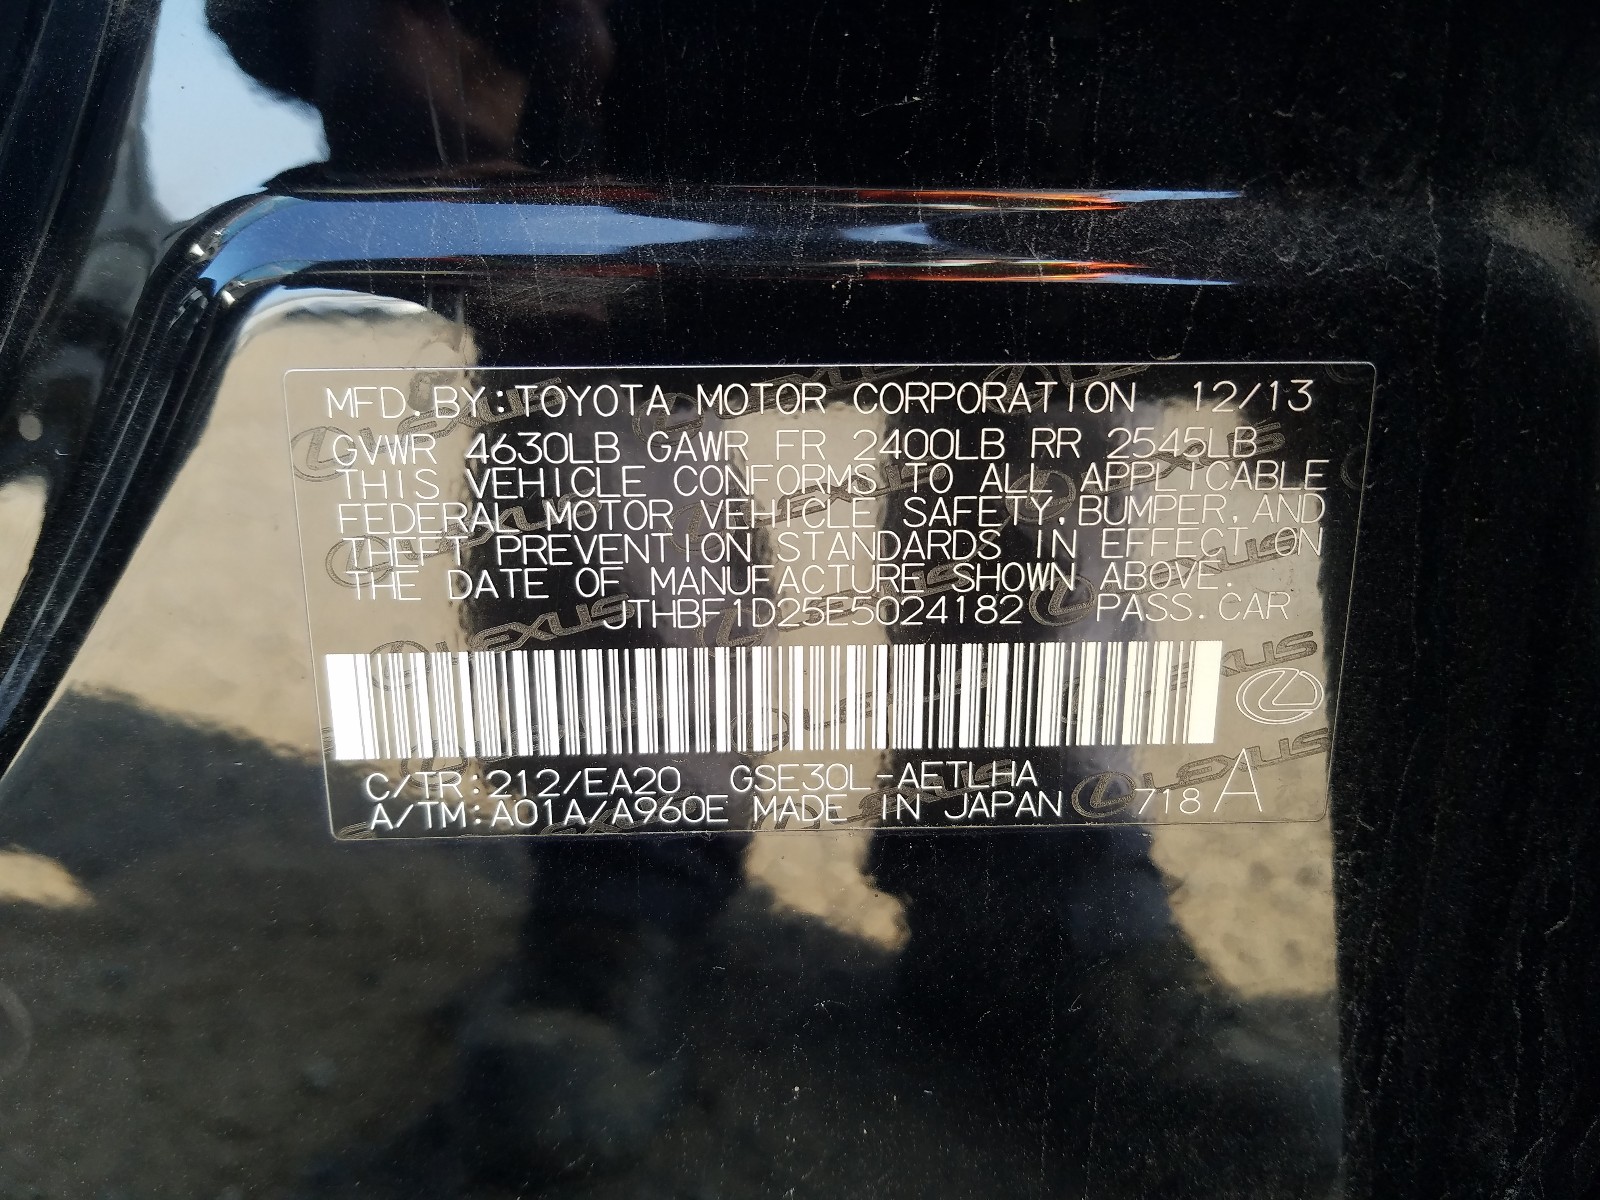 MFD. BY: TOYOTA MOTOR CORPORATION 12/13
GVWR 4630LB GAWR FR 2400LB RR 2545LB
THIS VEHICLE CONFORMS TO ALL APPLICABLE
FEDERAL MOTOR VEHICLE SAFETY, BUMPER, AND
THEFT PREVENTION STANDARDS IN EFFECT ON
THE DATE OF MANUFACTURE SHOWN ABOVE.
JTHBF1D25E5024182 PASS. CAR
C/TR: 212/EA20 GSE30L-AETLHA
A/TM: A01A/A960E MADE IN JAPAN 718 A
LEXUS